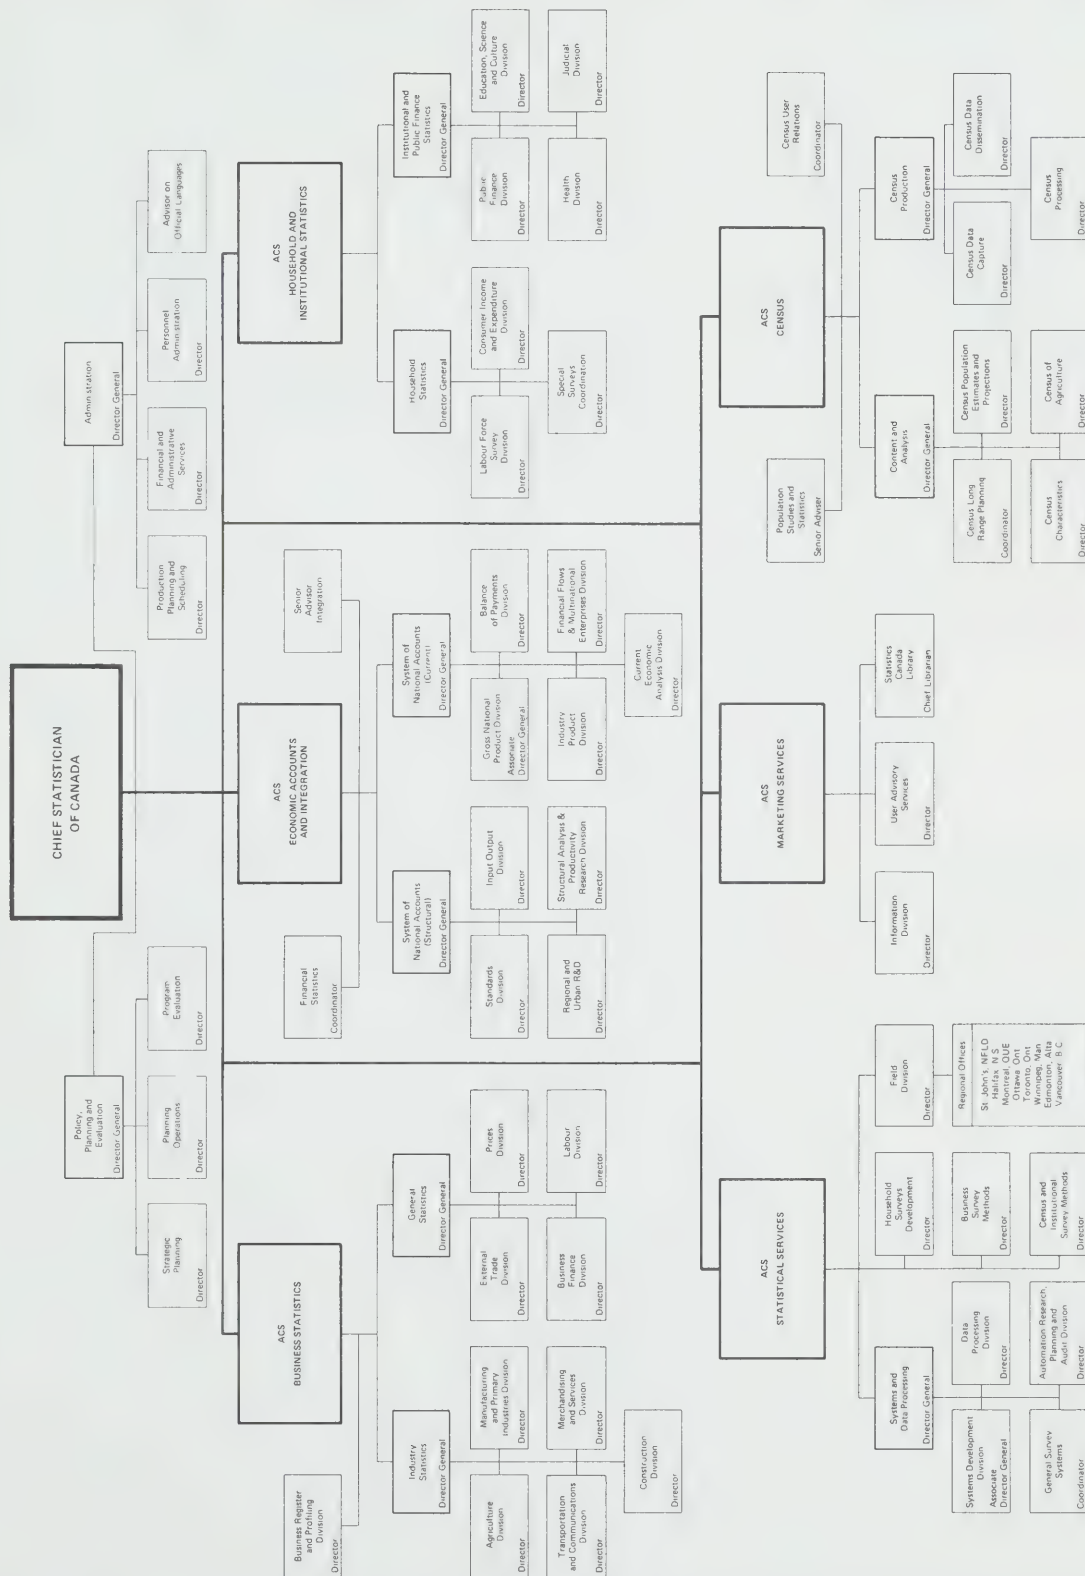 CHIEF STATISTICIAN
OF CANADA
Policy,
Planning and
Evaluation
Director General
Strategic
Planning
Director
Planning
Operations
Director
Program
Evaluation
Director
Administration
Director General
Production
Planning and
Scheduling
Director
Financial and
Administrative
Services
Director
Personnel
Administration
Director
Advisor on
Official Languages
ACS
BUSINESS STATISTICS
Business Register
and Profiling
Division
Director
Industry
Statistics
Director General
Agriculture
Division
Director
Manufacturing
and Primary
Industries Division
Director
Transportation
and Communications
Division
Director
Merchandising
and Services
Division
Director
Construction
Division
Director
General
Statistics
Director General
External
Trade
Division
Director
Prices
Division
Director
Business
Finance
Division
Director
Labour
Division
Director
ACS
ECONOMIC ACCOUNTS
AND INTEGRATION
Financial
Statistics
Coordinator
Senior
Advisor
Integration
System of
National Accounts
(Structural)
Director General
Standards
Division
Director
Input Output
Division
Director
Regional and
Urban R&D
Director
Structural Analysis &
Productivity
Research Division
Director
System of
National Accounts
(Current)
Director General
Gross National
Product Division
Associate
Director General
Balance
of Payments
Division
Director
Industry
Product
Division
Director
Financial Flows
& Multinational
Enterprises Division
Director
Current
Economic
Analysis Division
Director
ACS
HOUSEHOLD AND
INSTITUTIONAL STATISTICS
Household
Statistics
Director General
Labour Force
Survey
Division
Director
Consumer Income
and Expenditure
Division
Director
Special
Surveys
Coordination
Director
Institutional and
Public Finance
Statistics
Director General
Public
Finance
Division
Director
Education, Science
and Culture
Division
Director
Health
Division
Director
Judicial
Division
Director
ACS
STATISTICAL SERVICES
Systems and
Data Processing
Director General
Systems Development
Division
Associate
Director General
Data
Processing
Division
Director
General Survey
Systems
Coordinator
Automation Research,
Planning and
Audit Division
Director
Household
Surveys
Development
Director
Business
Survey
Methods
Director
Census and
Institutional
Survey Methods
Director
Field
Division
Director
Regional Offices
St John's, NFLD
Halifax N S
Montreal, QUE
Ottawa Ont
Toronto, Ont
Winnipeg, Man
Edmonton, Alta
Vancouver B C
ACS
MARKETING SERVICES
Information
Division
Director
User Advisory
Services
Director
Statistics
Canada
Library
Chief Librarian
ACS
CENSUS
Population
Studies and
Statistics
Senior Adviser
Census User
Relations
Coordinator
Content and
Analysis
Director General
Census Long
Range Planning
Coordinator
Census Population
Estimates and
Projections
Director
Census
Characteristics
Director
Census of
Agriculture
Director
Census
Production
Director General
Census Data
Capture
Director
Census Data
Dissemination
Director
Census
Processing
Director